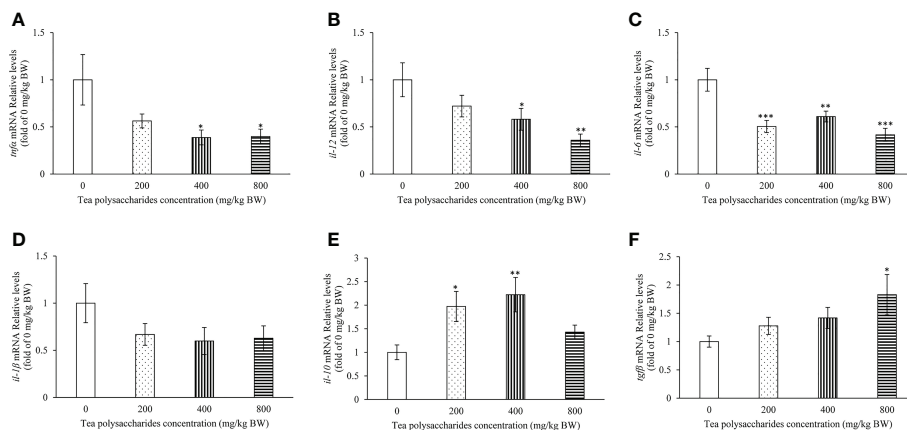 A
tnfα mRNA Relative levels
(fold of 0 mg/kg BW)
1.5
1
0.5
0
* *
0 200 400 800
Tea polysaccharides concentration (mg/kg BW)
B
il-12 mRNA Relative levels
(fold of 0 mg/kg BW)
1.5
1
0.5
0
* **
0 200 400 800
Tea polysaccharides concentration (mg/kg BW)
C
il-6 mRNA Relative levels
(fold of 0 mg/kg BW)
1.5
1
0.5
0
*** ** ***
0 200 400 800
Tea polysaccharides concentration (mg/kg BW)
D
il-1β mRNA Relative levels
(fold of 0 mg/kg BW)
1.5
1
0.5
0
0 200 400 800
Tea polysaccharides concentration (mg/kg BW)
E
il-10 mRNA Relative levels
(fold of 0 mg/kg BW)
3
2.5
2
1.5
1
0.5
0
* **
0 200 400 800
Tea polysaccharides concentration (mg/kg BW)
F
tgfβ mRNA Relative levels
(fold of 0 mg/kg BW)
2.5
2
1.5
1
0.5
0
*
0 200 400 800
Tea polysaccharides concentration (mg/kg BW)